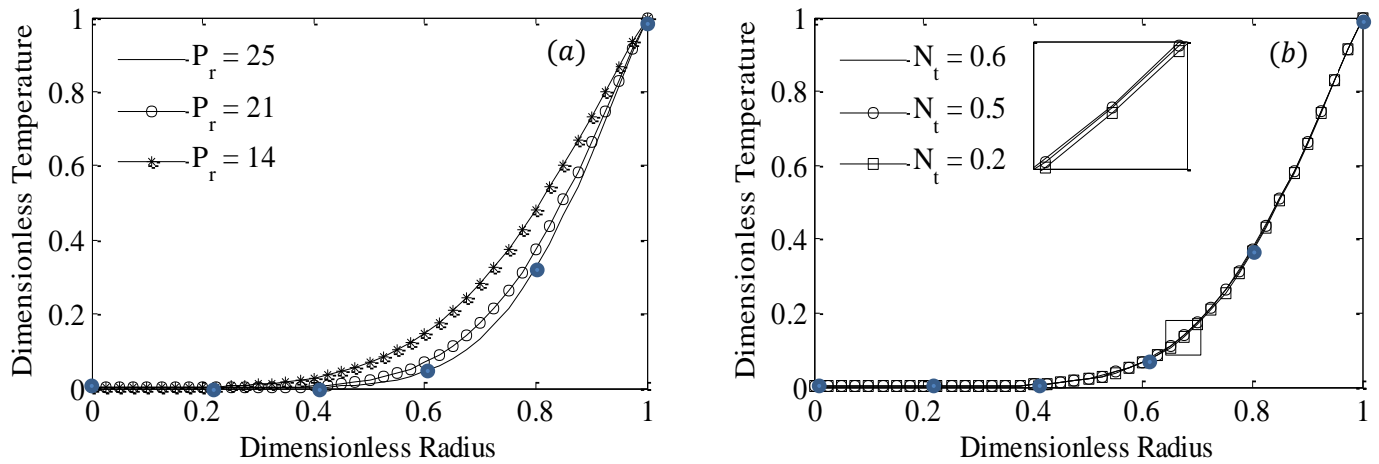 1
0.8
0.6
0.4
0.2
0
Dimensionless Temperature
(a)
P_r = 25
P_r = 21
P_r = 14
0 0.2 0.4 0.6 0.8 1
Dimensionless Radius
1
0.8
0.6
0.4
0.2
0
Dimensionless Temperature
(b)
N_t = 0.6
N_t = 0.5
N_t = 0.2
0 0.2 0.4 0.6 0.8 1
Dimensionless Radius